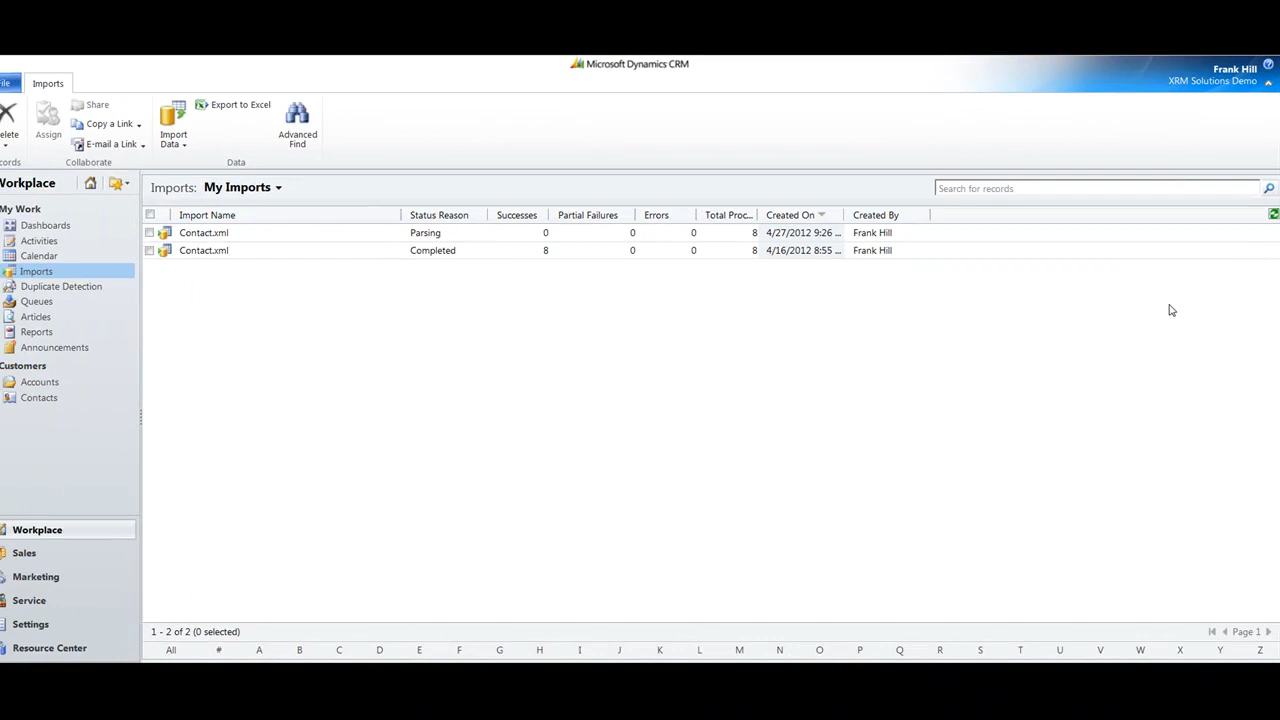 Microsoft Dynamics CRM
Frank Hill
XRM Solutions Demo
Imports
Assign
Share
Copy a Link
E-mail a Link
Collaborate
Import
Data
Export to Excel
Data
Advanced
Find
Workplace
My Work
Dashboards
Activities
Calendar
Imports
Duplicate Detection
Queues
Articles
Reports
Announcements
Customers
Accounts
Contacts
Workplace
Sales
Marketing
Service
Settings
Resource Center
Imports: My Imports
Search for records
Import Name Status Reason Successes Partial Failures Errors Total Proc... Created On Created By
Contact.xml Parsing 0 0 0 8 4/27/2012 9:26 ... Frank Hill
Contact.xml Completed 8 0 0 8 4/16/2012 8:55 ... Frank Hill
1 - 2 of 2 (0 selected)
Page 1
All # A B C D E F G H I J K L M N O P Q R S T U V W X Y Z